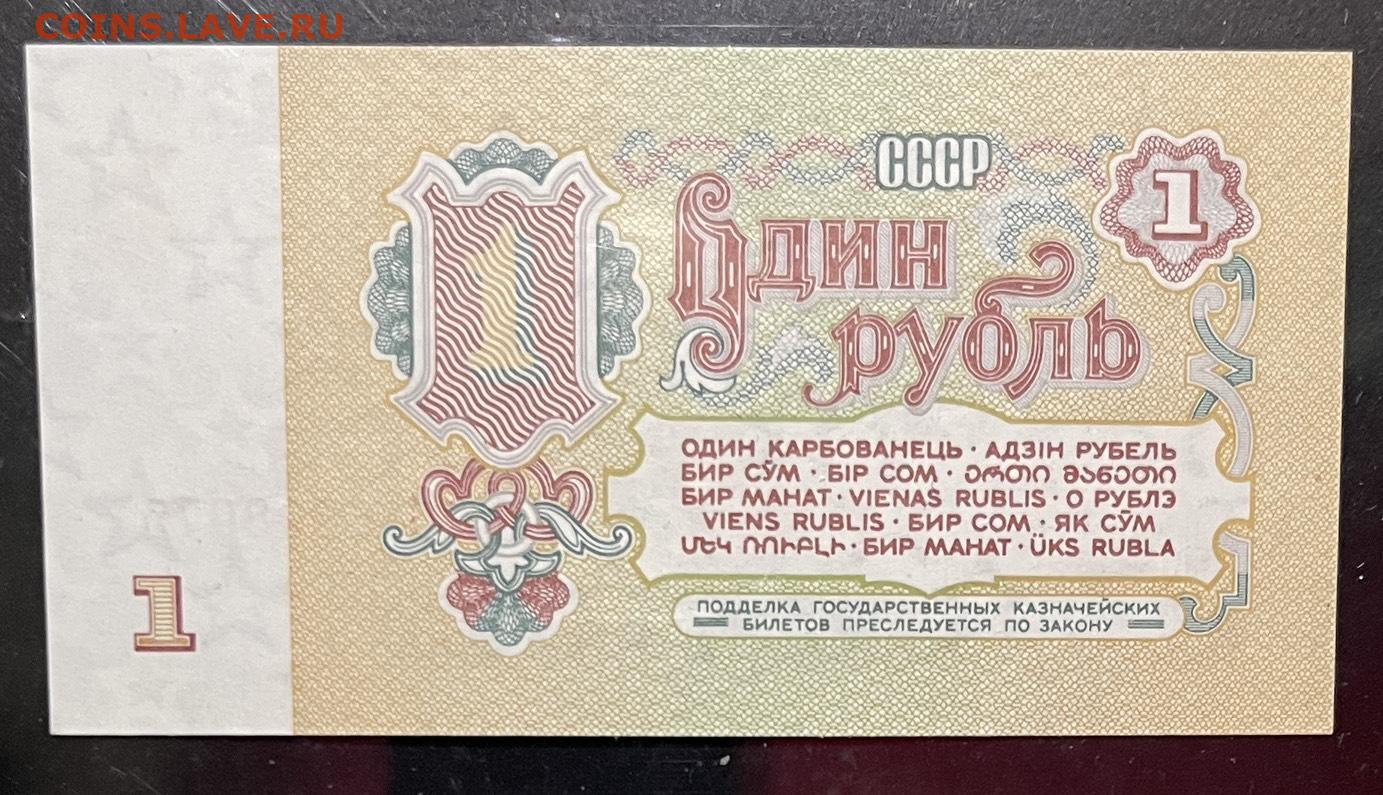 COINS.LAVE.RU
СССР
1
1
Один
рубль
ОДИН КАРБОВАНЕЦЬ · АДЗІН РУБЕЛЬ
БИР СЎМ · БІР СОМ · ᲔᲠᲗᲘ ᲛᲐᲜᲔᲗᲘ
БИР МАНАТ · VIENAS RUBLIS · О РУБЛЭ
VIENS RUBLIS · БИР СОМ · ЯК СӮМ
ՄԵԿ ՌՈՒԲԼԻ · БИР МАНАТ · ÜKS RUBLA
ПОДДЕЛКА ГОСУДАРСТВЕННЫХ КАЗНАЧЕЙСКИХ
БИЛЕТОВ ПРЕСЛЕДУЕТСЯ ПО ЗАКОНУ
1